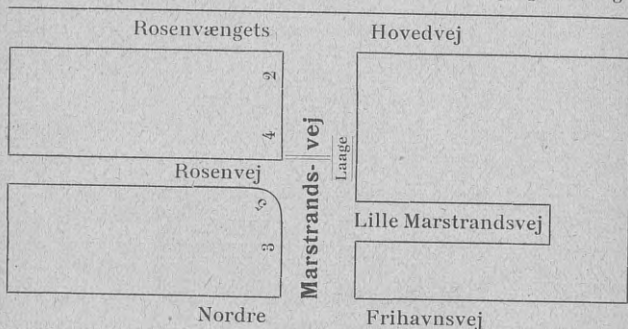 Rosenvængets Hovedvej
2
4
Marstrands- vej
Laage
Rosenvej
5
3
Lille Marstrandsvej
Nordre Frihavnsvej